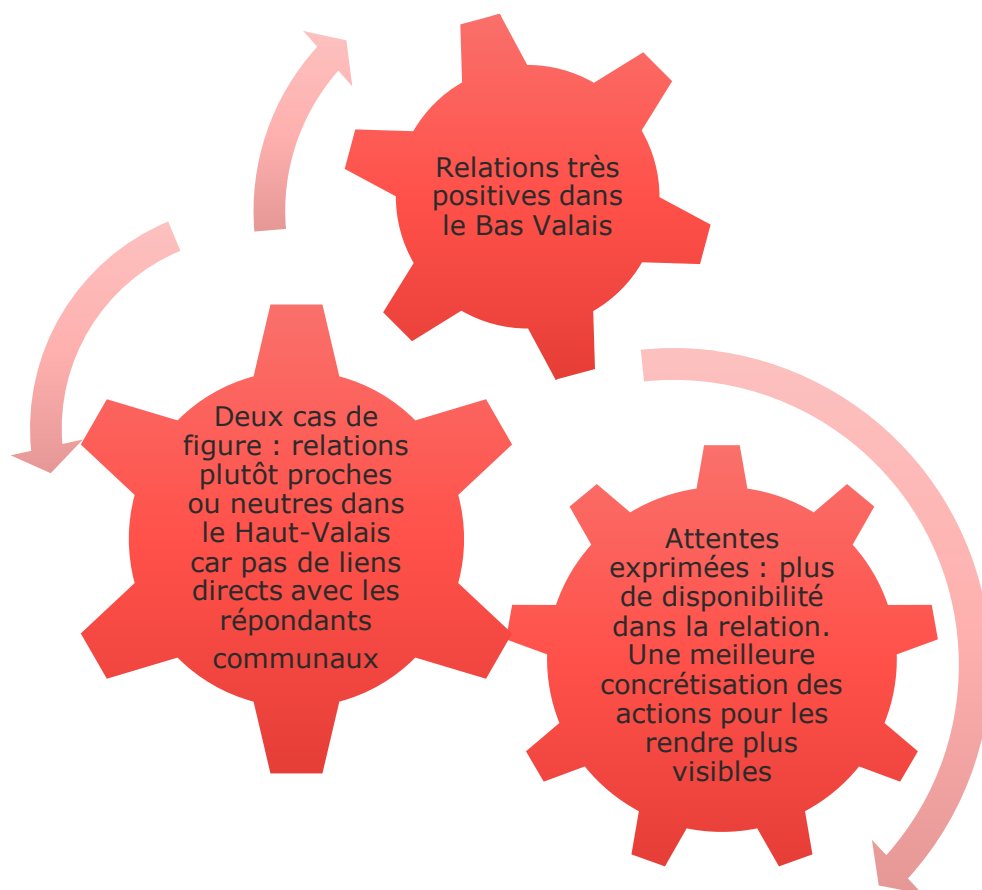 Relations très
positives dans
le Bas Valais
Deux cas de
figure : relations
plutôt proches
ou neutres dans
le Haut-Valais
car pas de liens
directs avec les
répondants
communaux
Attentes
exprimées : plus
de disponibilité
dans la relation.
Une meilleure
concrétisation des
actions pour les
rendre plus
visibles